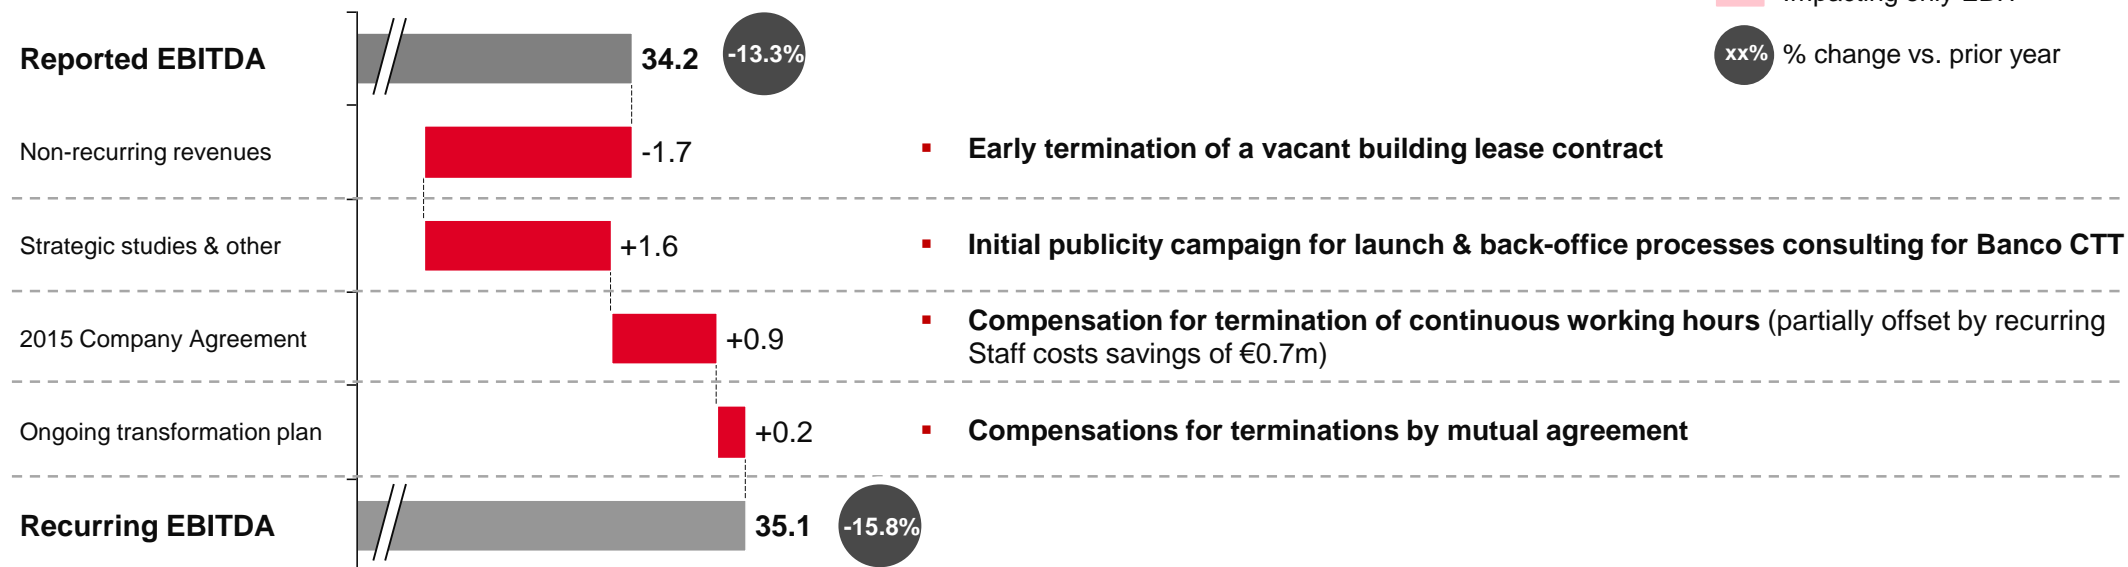 Reported EBITDA
34.2
-13.3%
xx% % change vs. prior year
Non-recurring revenues
-1.7
▪ Early termination of a vacant building lease contract
Strategic studies & other
+1.6
▪ Initial publicity campaign for launch & back-office processes consulting for Banco CTT
2015 Company Agreement
+0.9
▪ Compensation for termination of continuous working hours (partially offset by recurring
Staff costs savings of €0.7m)
Ongoing transformation plan
+0.2
▪ Compensations for terminations by mutual agreement
Recurring EBITDA
35.1
-15.8%